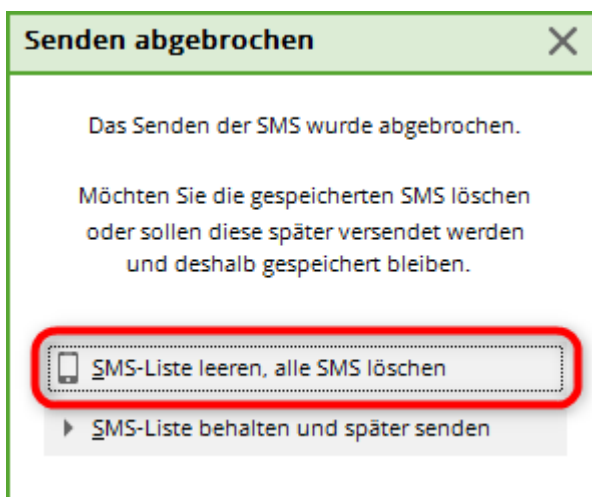 Senden abgebrochen
Das Senden der SMS wurde abgebrochen.
Möchten Sie die gespeicherten SMS löschen
oder sollen diese später versendet werden
und deshalb gespeichert bleiben.
SMS-Liste leeren, alle SMS löschen
SMS-Liste behalten und später senden